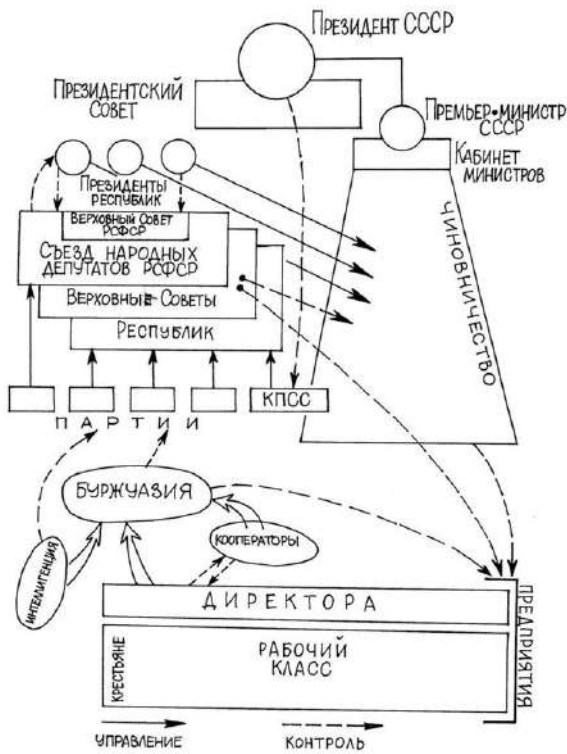 ПРЕЗИДЕНТ СССР
ПРЕЗИДЕНТСКИЙ
СОВЕТ
ПРЕМЬЕР-МИНИСТР
СССР
КАБИНЕТ
МИНИСТРОВ
ПРЕЗИДЕНТЫ
РЕСПУБЛИК
ВЕРХОВНЫЙ СОВЕТ
РСФСР
СЪЕЗД НАРОДНЫХ
ДЕПУТАТОВ РСФСР
ВЕРХОВНЫЕ СОВЕТЫ
РЕСПУБЛИК
ЧИНОВНИЧЕСТВО
КПСС
ПАРТИИ
БУРЖУАЗИЯ
КООПЕРАТОРЫ
ИНТЕЛЛИГЕНЦИЯ
ДИРЕКТОРА
ПРЕДПРИЯТИЯ
КРЕСТЬЯНЕ
РАБОЧИЙ
КЛАСС
УПРАВЛЕНИЕ
КОНТРОЛЬ